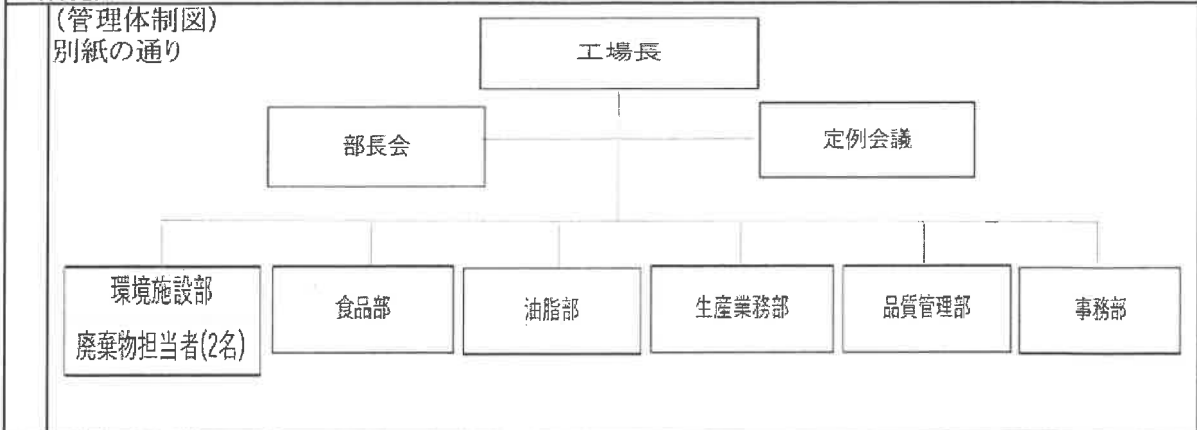 (管理体制図)
別紙の通り
工場長
部長会
定例会議
環境施設部
廃棄物担当者(2名)
食品部
油脂部
生産業務部
品質管理部
事務部